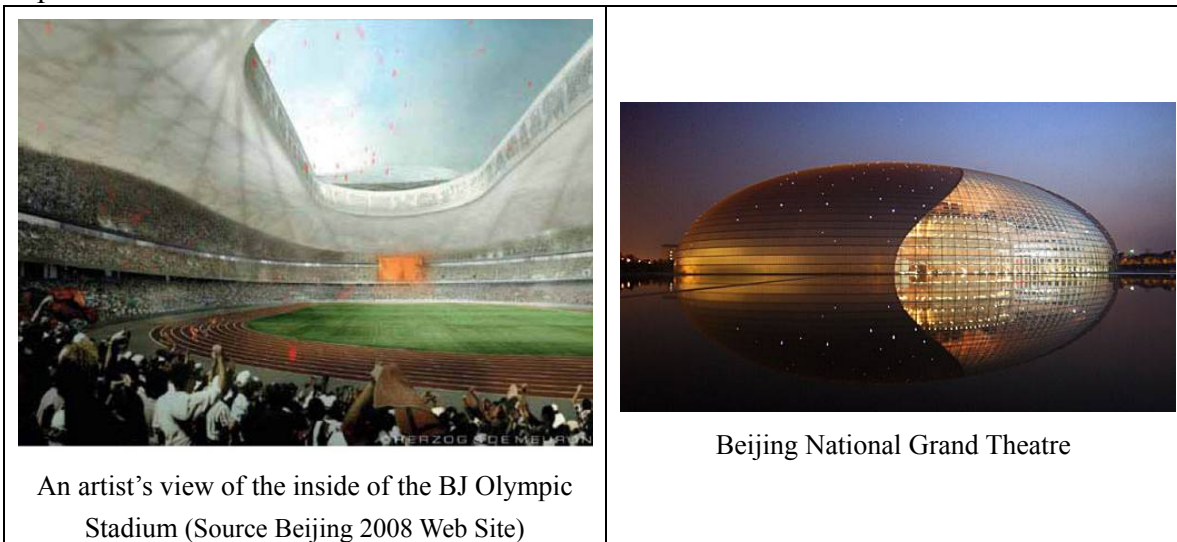 © HERZOG & DE MEURON
An artist's view of the inside of the BJ Olympic
Stadium (Source Beijing 2008 Web Site)
Beijing National Grand Theatre